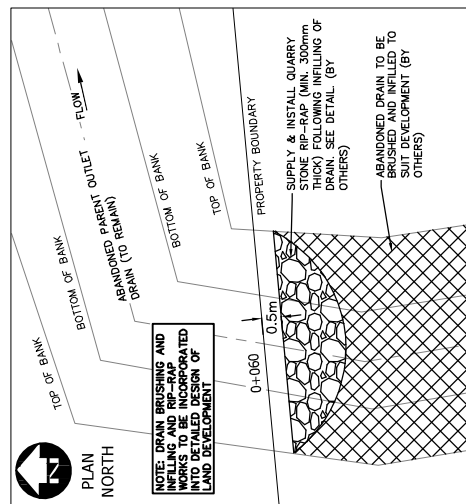 N
PLAN
NORTH
TOP OF BANK
BOTTOM OF BANK
ABANDONED PARENT OUTLET
DRAIN (TO REMAIN)
FLOW
BOTTOM OF BANK
TOP OF BANK
PROPERTY BOUNDARY
NOTE: DRAIN BRUSHING AND
INFILLING AND RIP-RAP
WORKS TO BE INCORPORATED
INTO DETAILED DESIGN OF
LAND DEVELOPMENT
0+060
0.5m
SUPPLY & INSTALL QUARRY
STONE RIP-RAP (MIN. 300mm
THICK) FOLLOWING INFILLING OF
DRAIN. SEE DETAIL. (BY
OTHERS)
ABANDONED DRAIN TO BE
BRUSHED AND INFILLED TO
SUIT DEVELOPMENT (BY
OTHERS)